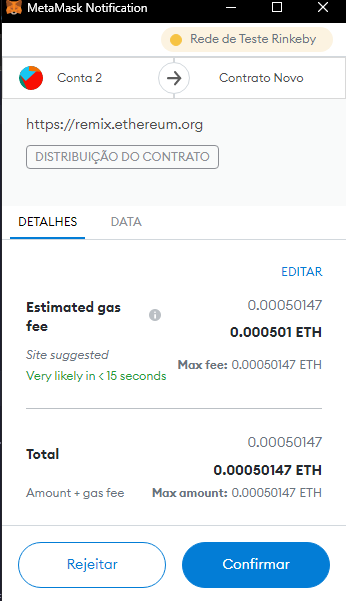 MetaMask Notification
Rede de Teste Rinkeby
Conta 2
Contrato Novo
https://remix.ethereum.org
DISTRIBUIÇÃO DO CONTRATO
DETALHES
DATA
EDITAR
Estimated gas fee
0.00050147
0.000501 ETH
Site suggested
Max fee: 0.00050147 ETH
Very likely in < 15 seconds
0.00050147
Total
0.00050147 ETH
Amount + gas fee
Max amount: 0.00050147 ETH
Rejeitar
Confirmar